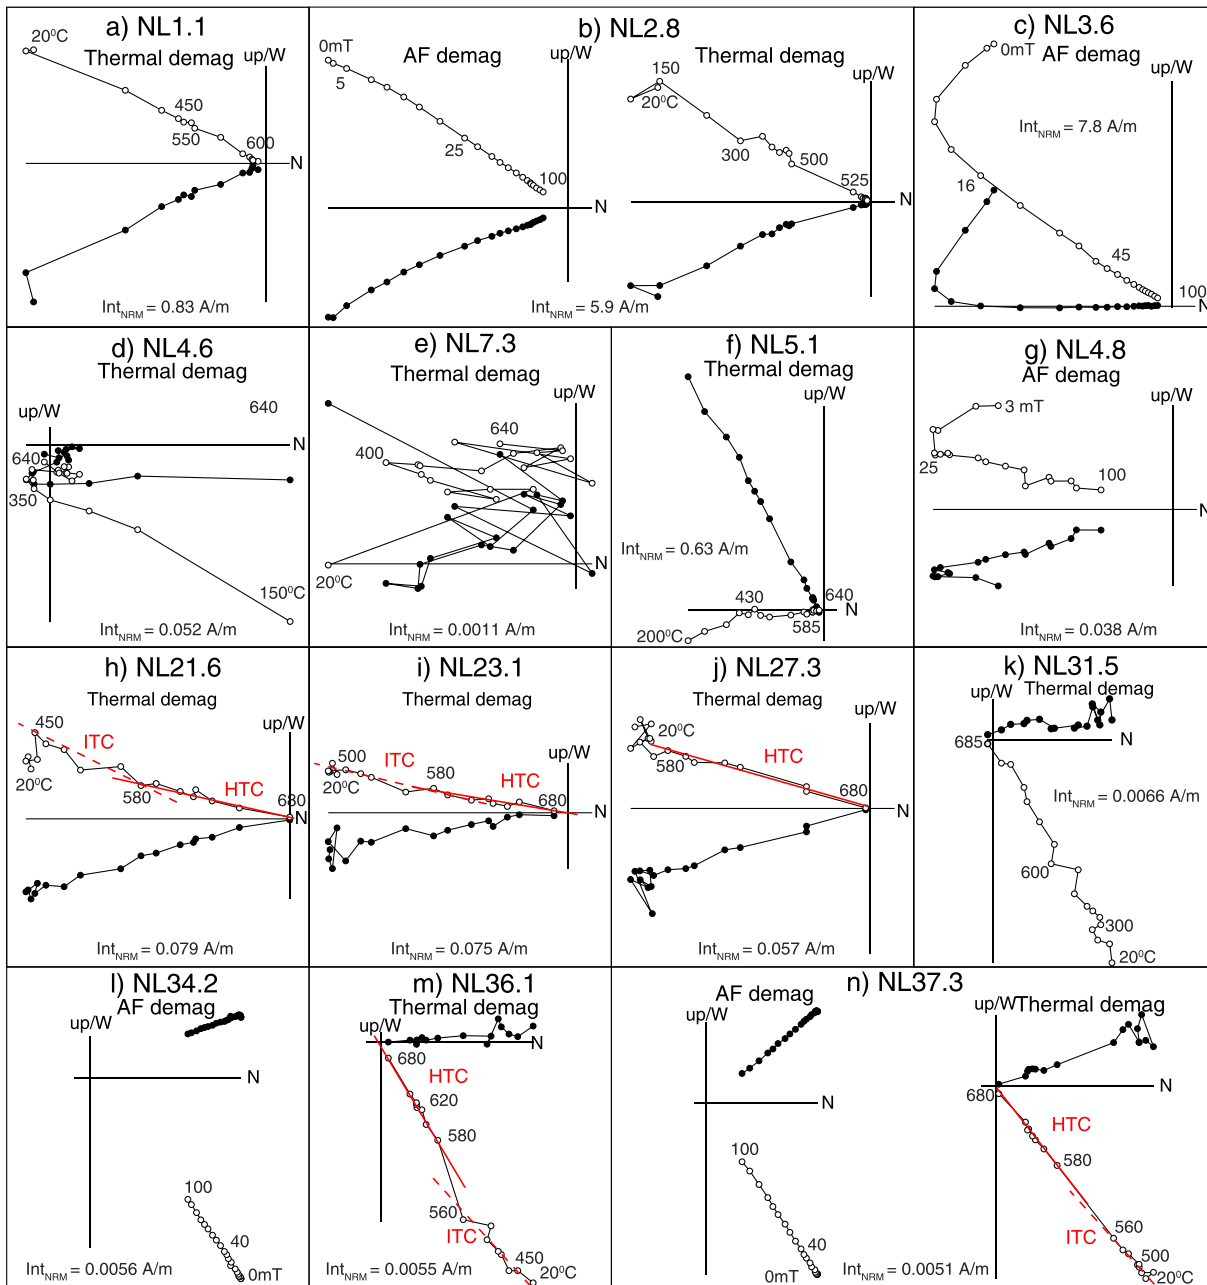 a) NL1.1
Thermal demag
20⁰C
up/W
450
550
600
N
Int_NRM = 0.83 A/m
b) NL2.8
AF demag
0mT
5
25
100
up/W
N
Thermal demag
150
20⁰C
300
500
525
up/W
N
Int_NRM = 5.9 A/m
c) NL3.6
AF demag
0mT
up/W
Int_NRM = 7.8 A/m
16
45
100
N
d) NL4.6
Thermal demag
up/W
640
N
640
350
150⁰C
Int_NRM = 0.052 A/m
e) NL7.3
Thermal demag
up/W
640
400
20⁰C
N
Int_NRM = 0.0011 A/m
f) NL5.1
Thermal demag
up/W
Int_NRM = 0.63 A/m
430
640
N
585
200⁰C
g) NL4.8
AF demag
up/W
3 mT
25
100
N
Int_NRM = 0.038 A/m
h) NL21.6
Thermal demag
up/W
450
ITC
20⁰C
580
HTC
680
N
Int_NRM = 0.079 A/m
i) NL23.1
Thermal demag
up/W
500
ITC
20⁰C
580
HTC
680
N
Int_NRM = 0.075 A/m
j) NL27.3
Thermal demag
up/W
20⁰C
580
HTC
680
N
Int_NRM = 0.057 A/m
k) NL31.5
Thermal demag
up/W
685
N
Int_NRM = 0.0066 A/m
600
300
20⁰C
l) NL34.2
AF demag
up/W
N
100
40
0mT
Int_NRM = 0.0056 A/m
m) NL36.1
Thermal demag
up/W
N
680
HTC
620
580
560
ITC
450
20⁰C
Int_NRM = 0.0055 A/m
n) NL37.3
AF demag
up/W
N
100
40
0mT
Thermal demag
up/W
N
680
HTC
580
560
ITC
500
20⁰C
Int_NRM = 0.0051 A/m